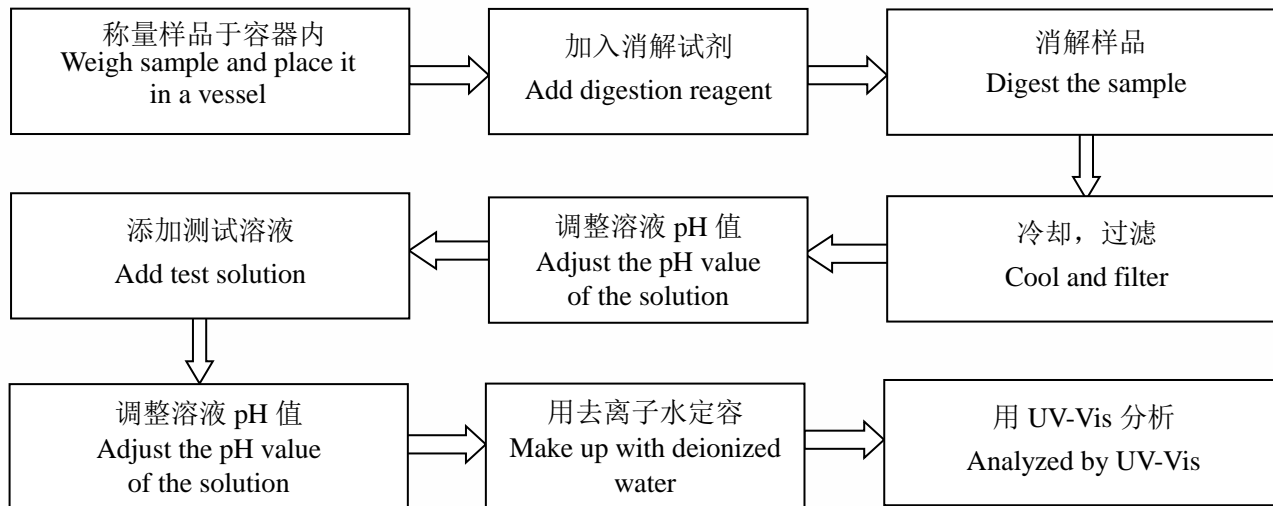 称量样品于容器内
Weigh sample and place it
in a vessel
加入消解试剂
Add digestion reagent
消解样品
Digest the sample
冷却，过滤
Cool and filter
调整溶液 pH 值
Adjust the pH value
of the solution
添加测试溶液
Add test solution
调整溶液 pH 值
Adjust the pH value
of the solution
用去离子水定容
Make up with deionized
water
用 UV-Vis 分析
Analyzed by UV-Vis